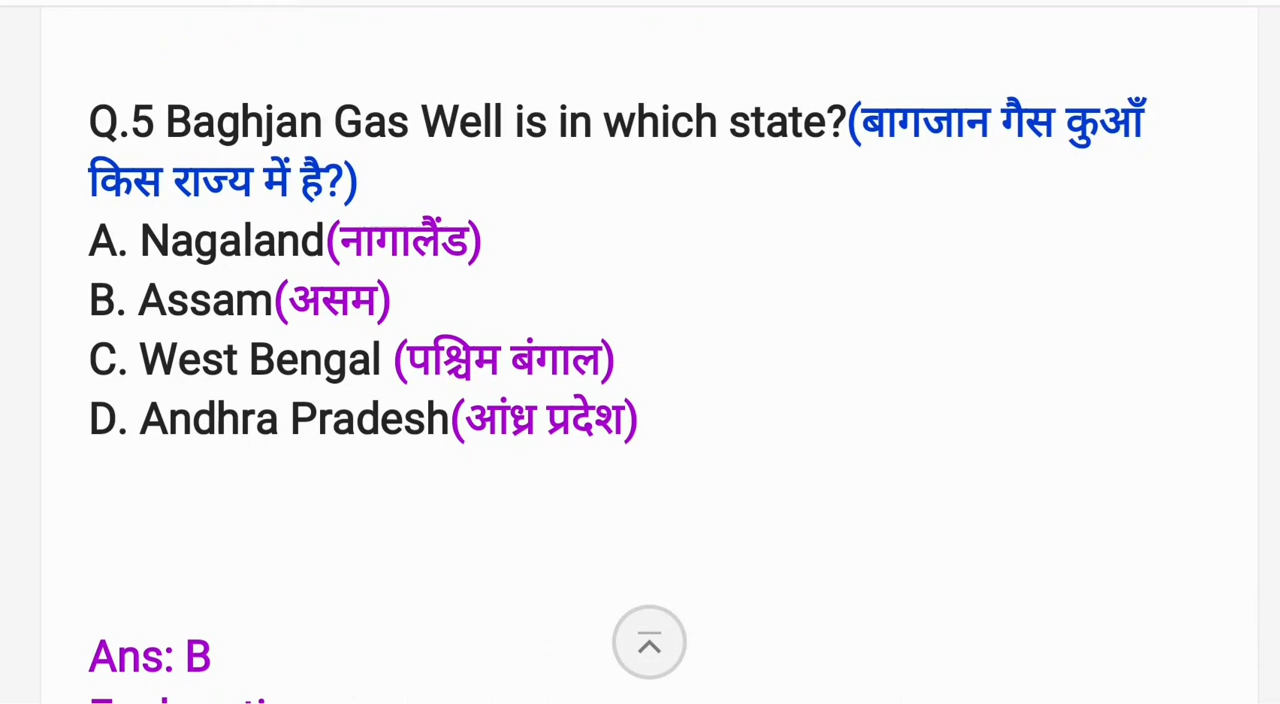 Q.5 Baghjan Gas Well is in which state?(बागजान गैस कुआँ
किस राज्य में है?)
A. Nagaland(नागालैंड)
B. Assam(असम)
C. West Bengal (पश्चिम बंगाल)
D. Andhra Pradesh(आंध्र प्रदेश)
Ans: B